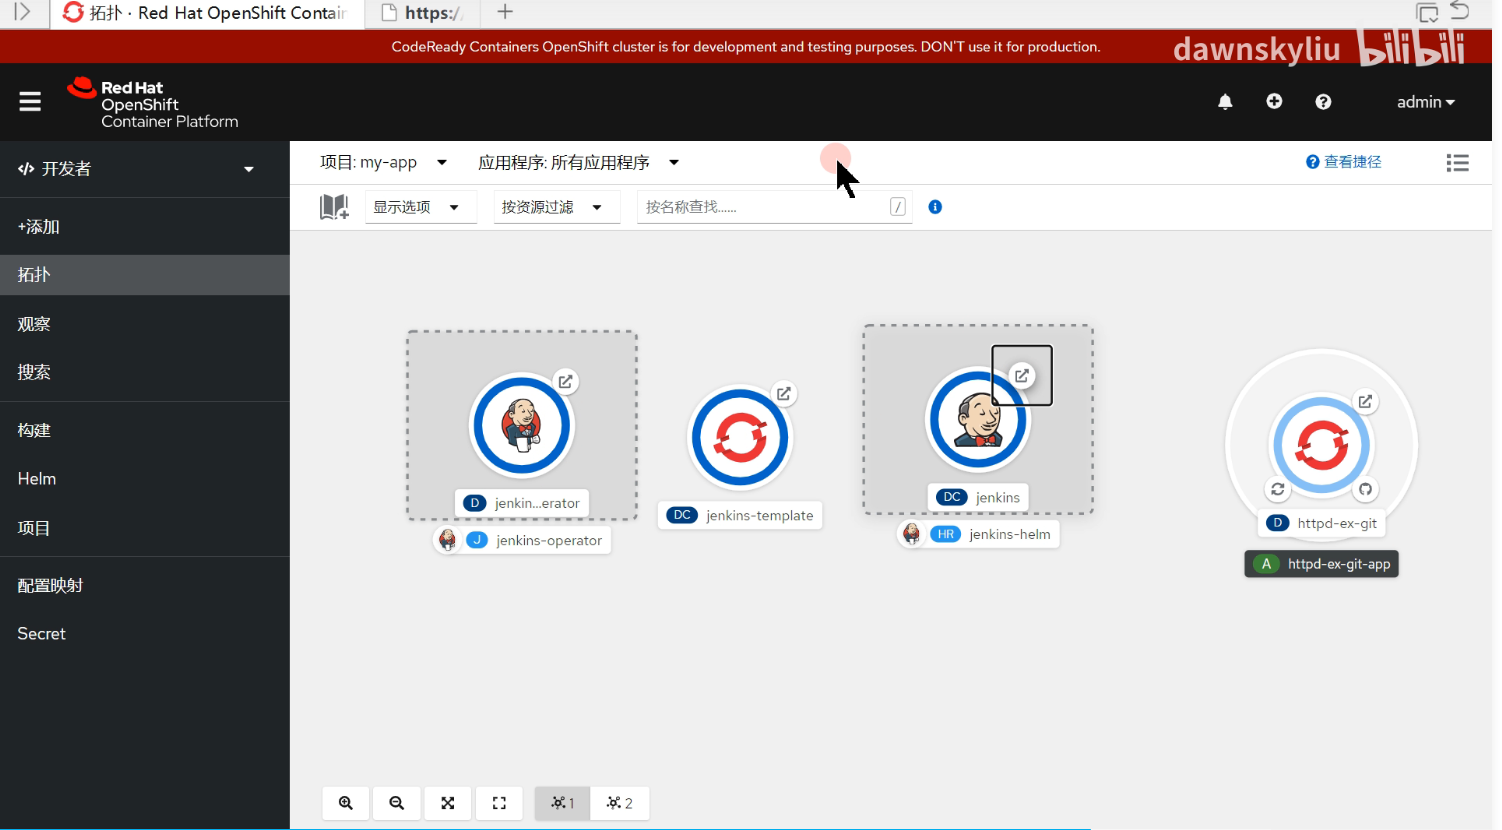 拓扑 · Red Hat OpenShift Contai
https:/
CodeReady Containers OpenShift cluster is for development and testing purposes. DON'T use it for production.
dawnskyliu bilibili
Red Hat
OpenShift
Container Platform
admin
开发者
项目: my-app
应用程序: 所有应用程序
查看捷径
显示选项
按资源过滤
按名称查找......
/
+添加
拓扑
观察
搜索
构建
Helm
项目
配置映射
Secret
D jenkin...erator
J jenkins-operator
DC jenkins-template
DC jenkins
HR jenkins-helm
D httpd-ex-git
A httpd-ex-git-app
1
2